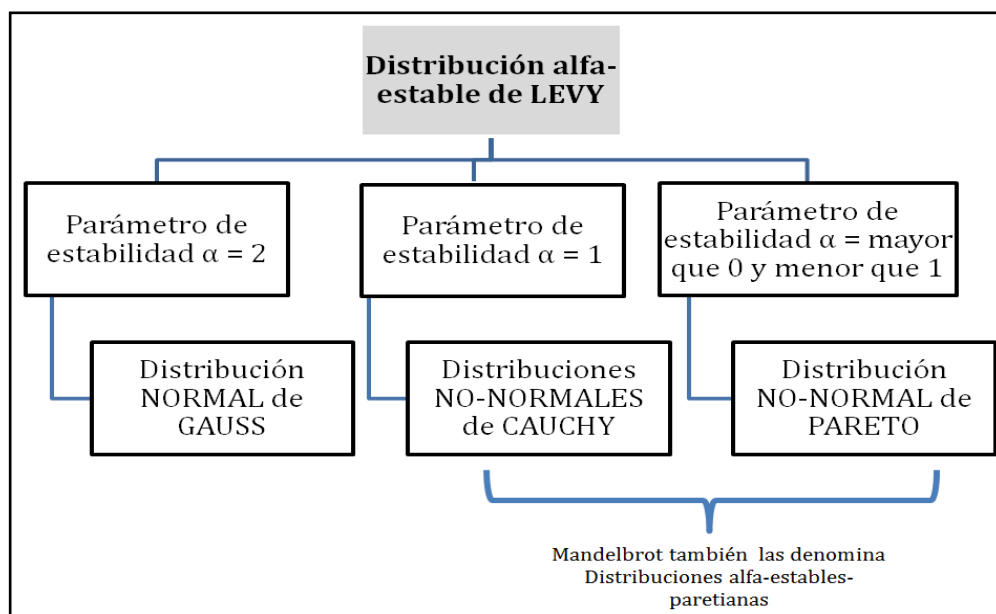 Distribución alfa-
estable de LEVY
Parámetro de
estabilidad α = 2
Parámetro de
estabilidad α = 1
Parámetro de
estabilidad α = mayor
que 0 y menor que 1
Distribución
NORMAL de
GAUSS
Distribuciones
NO-NORMALES
de CAUCHY
Distribución
NO-NORMAL de
PARETO
Mandelbrot también las denomina
Distribuciones alfa-estables-
paretianas